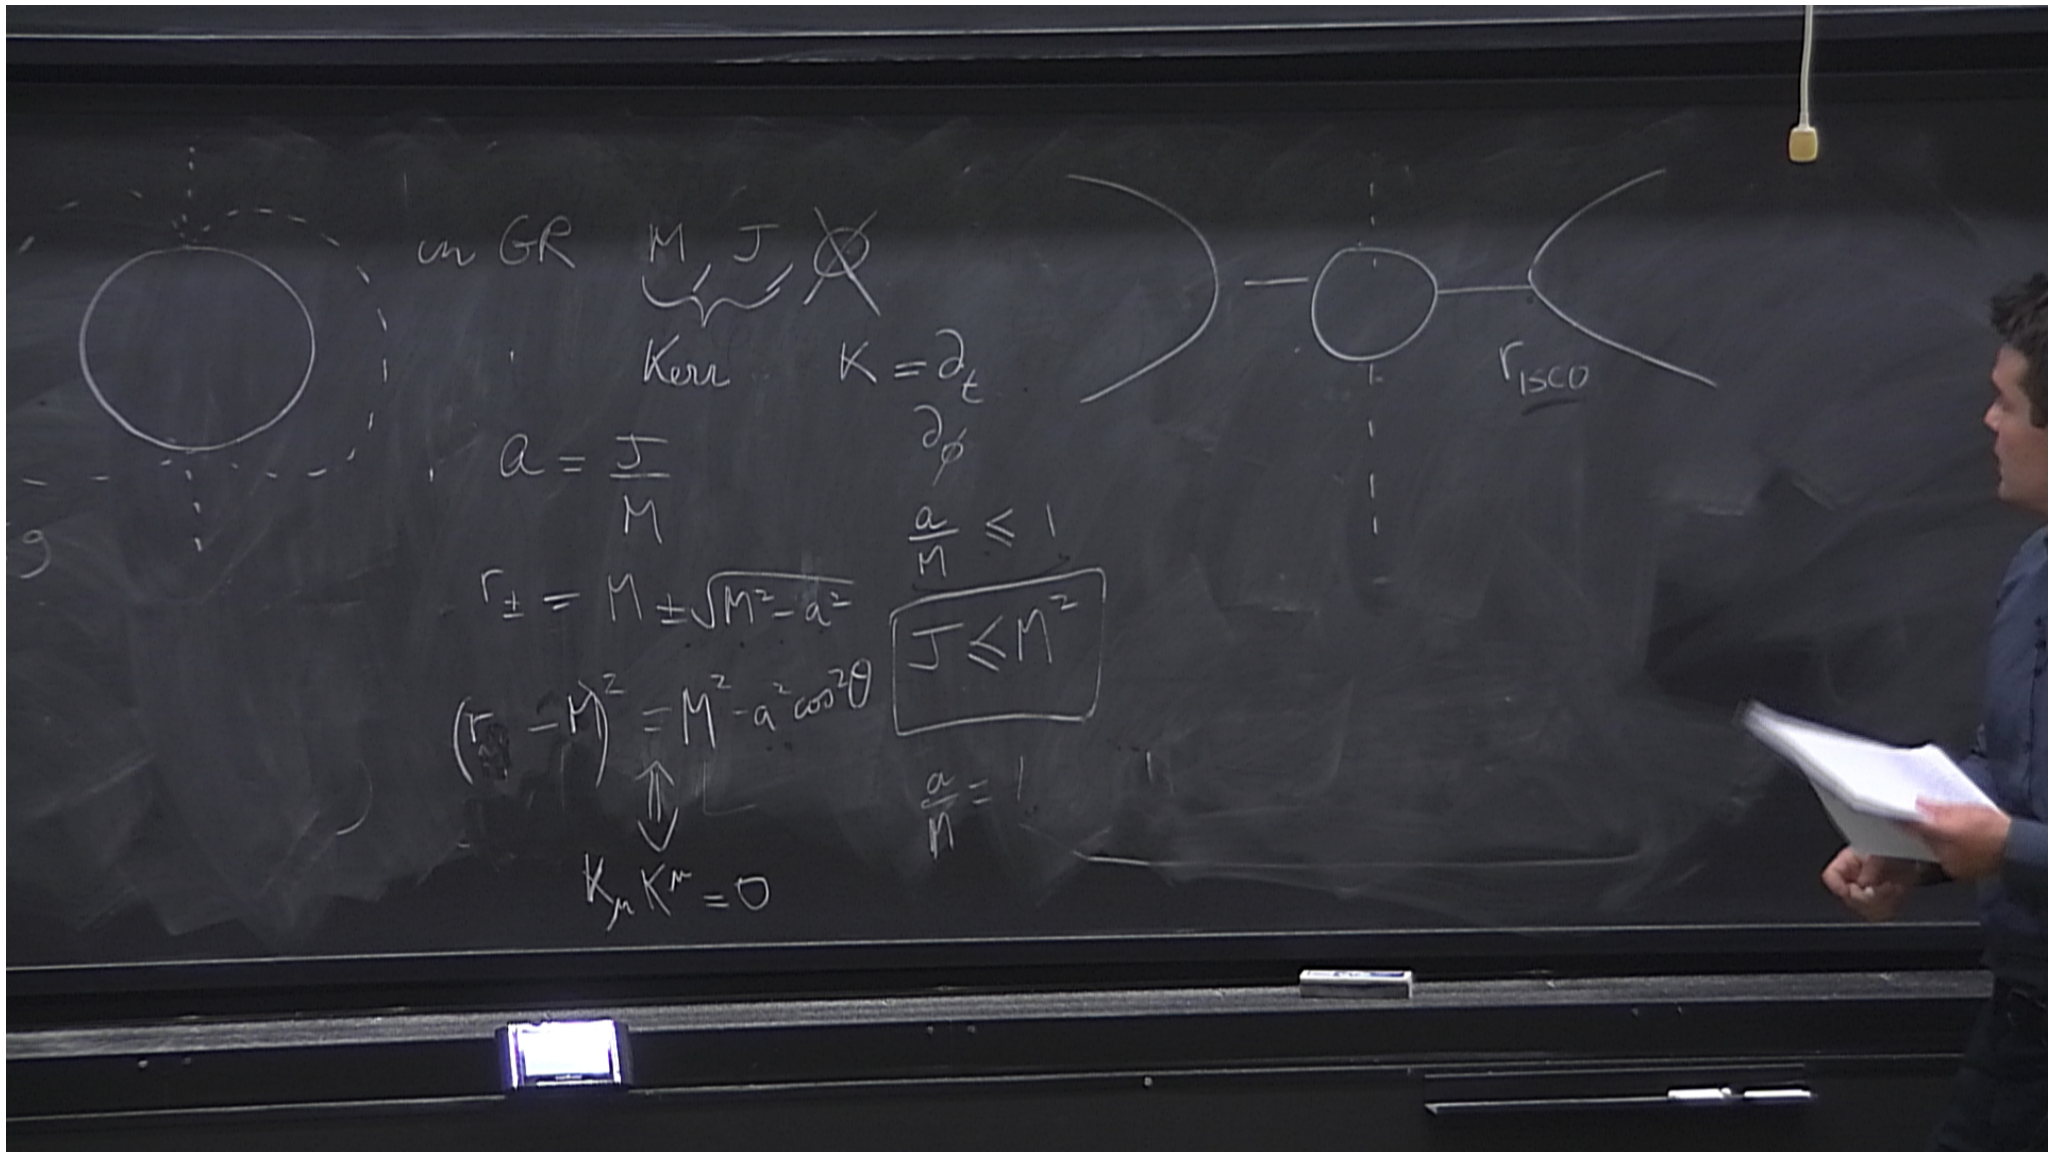 in GR M, J, Q
Kerr K = ∂_t
∂_ϕ
a = J/M
a/M ≤ 1
r_± = M ± √(M² - a²)
J ≤ M²
(r - M)² = M² - a² cos²θ
a/M = 1
K_μ K^μ = 0
r_ISCO
g